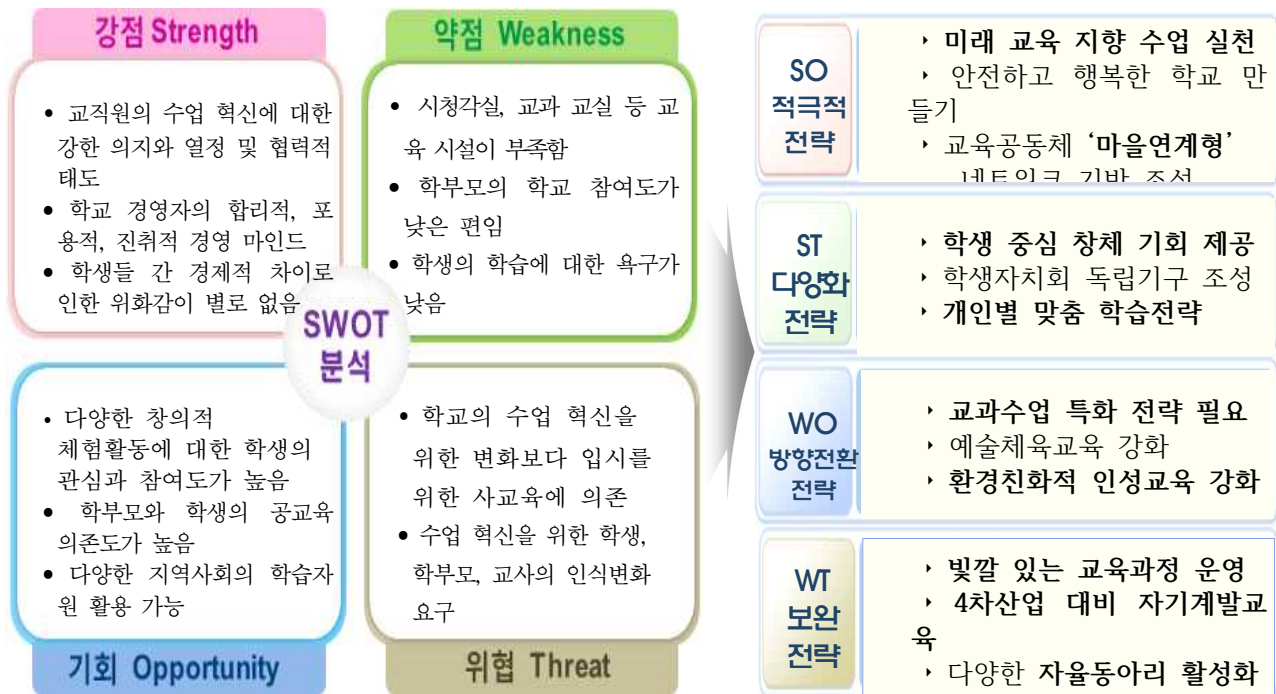 강점 Strength
• 교직원의 수업 혁신에 대한
강한 의지와 열정 및 협력적
태도
• 학교 경영자의 합리적, 포
용적, 진취적 경영 마인드
• 학생들 간 경제적 차이로
인한 위화감이 별로 없음
약점 Weakness
• 시청각실, 교과 교실 등 교
육 시설이 부족함
• 학부모의 학교 참여도가
낮은 편임
• 학생의 학습에 대한 욕구가
낮음
SWOT
분석
• 다양한 창의적
체험활동에 대한 학생의
관심과 참여도가 높음
• 학부모와 학생의 공교육
의존도가 높음
• 다양한 지역사회의 학습자
원 활용 가능
기회 Opportunity
• 학교의 수업 혁신을
위한 변화보다 입시를
위한 사교육에 의존
• 수업 혁신을 위한 학생,
학부모, 교사의 인식변화
요구
위협 Threat
SO
적극적
전략
‣ 미래 교육 지향 수업 실천
‣ 안전하고 행복한 학교 만
들기
‣ 교육공동체 ‘마을연계형’
네트워크 기반 조성
ST
다양화
전략
‣ 학생 중심 창체 기회 제공
‣ 학생자치회 독립기구 조성
‣ 개인별 맞춤 학습전략
WO
방향전환
전략
‣ 교과수업 특화 전략 필요
‣ 예술체육교육 강화
‣ 환경친화적 인성교육 강화
WT
보완
전략
‣ 빛깔 있는 교육과정 운영
‣ 4차산업 대비 자기계발교
육
‣ 다양한 자율동아리 활성화